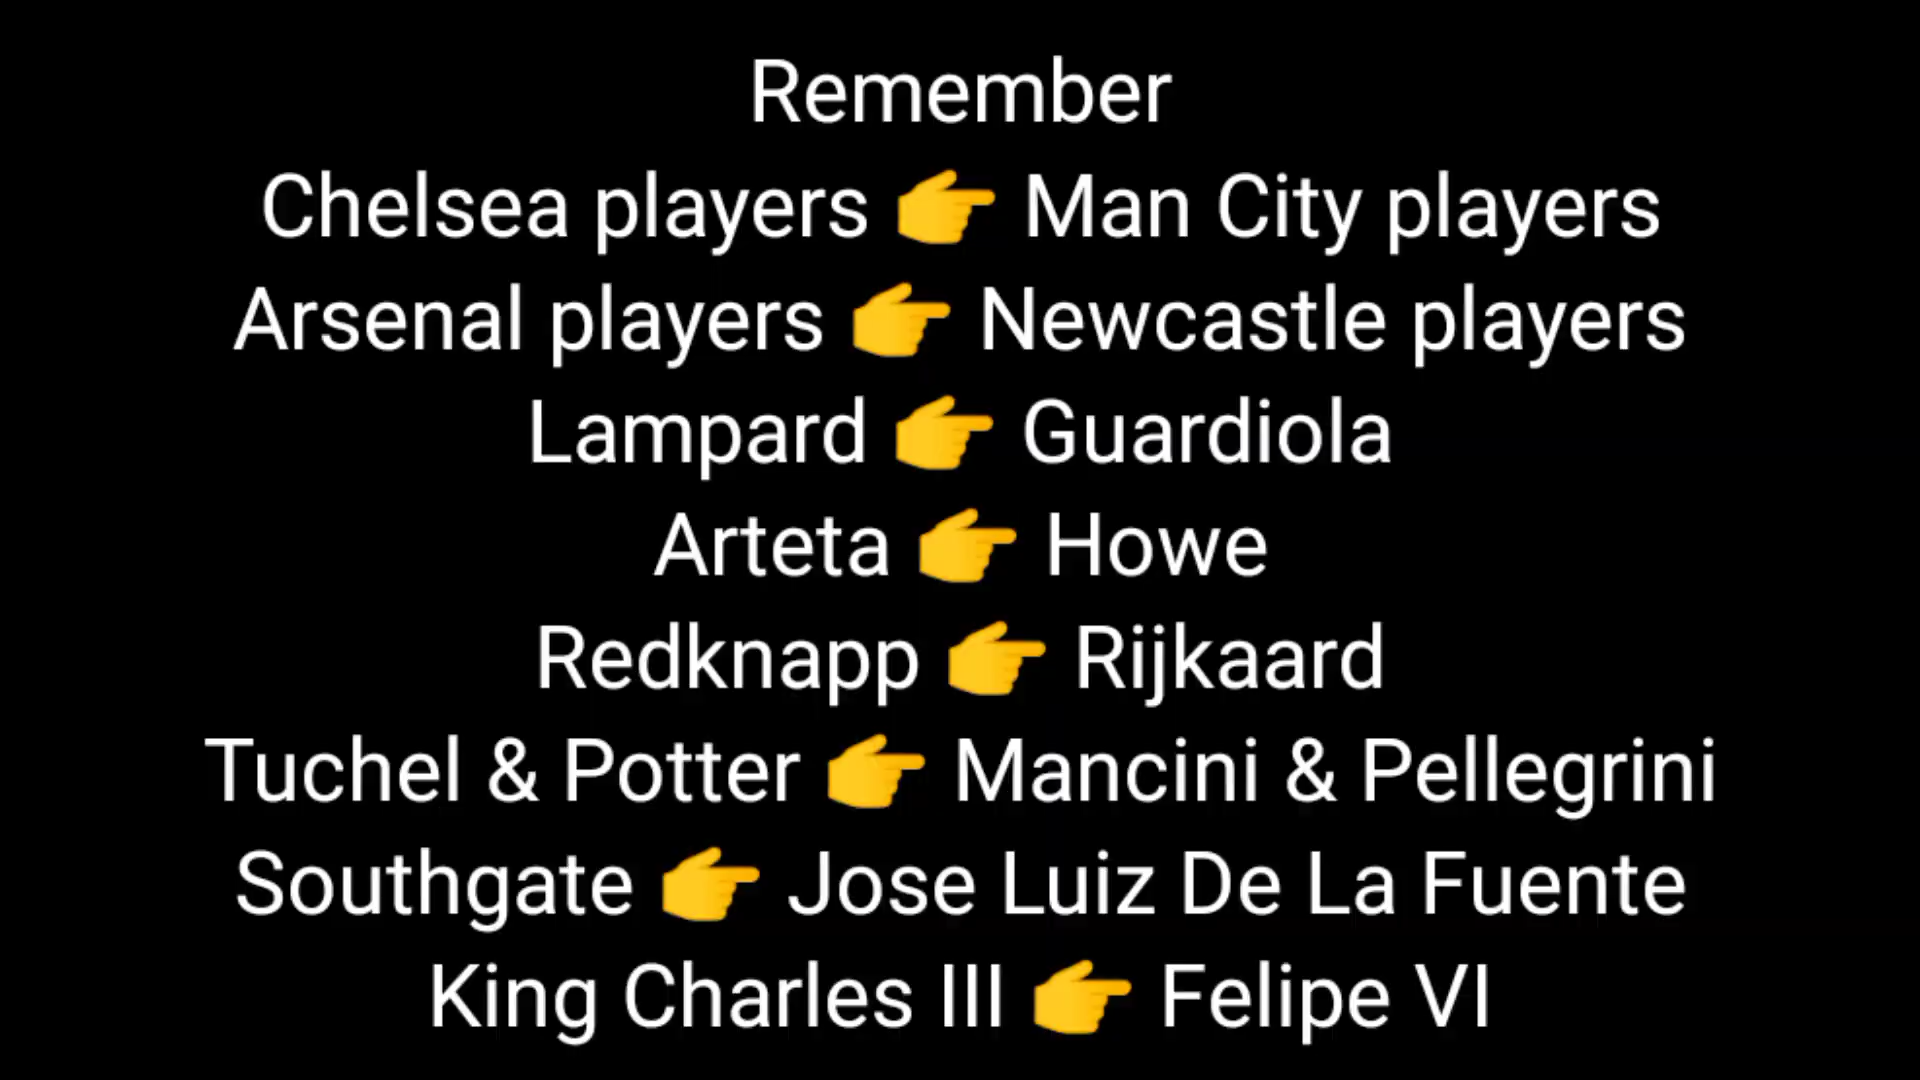 Remember
Chelsea players 👉 Man City players
Arsenal players 👉 Newcastle players
Lampard 👉 Guardiola
Arteta 👉 Howe
Redknapp 👉 Rijkaard
Tuchel & Potter 👉 Mancini & Pellegrini
Southgate 👉 Jose Luiz De La Fuente
King Charles III 👉 Felipe VI